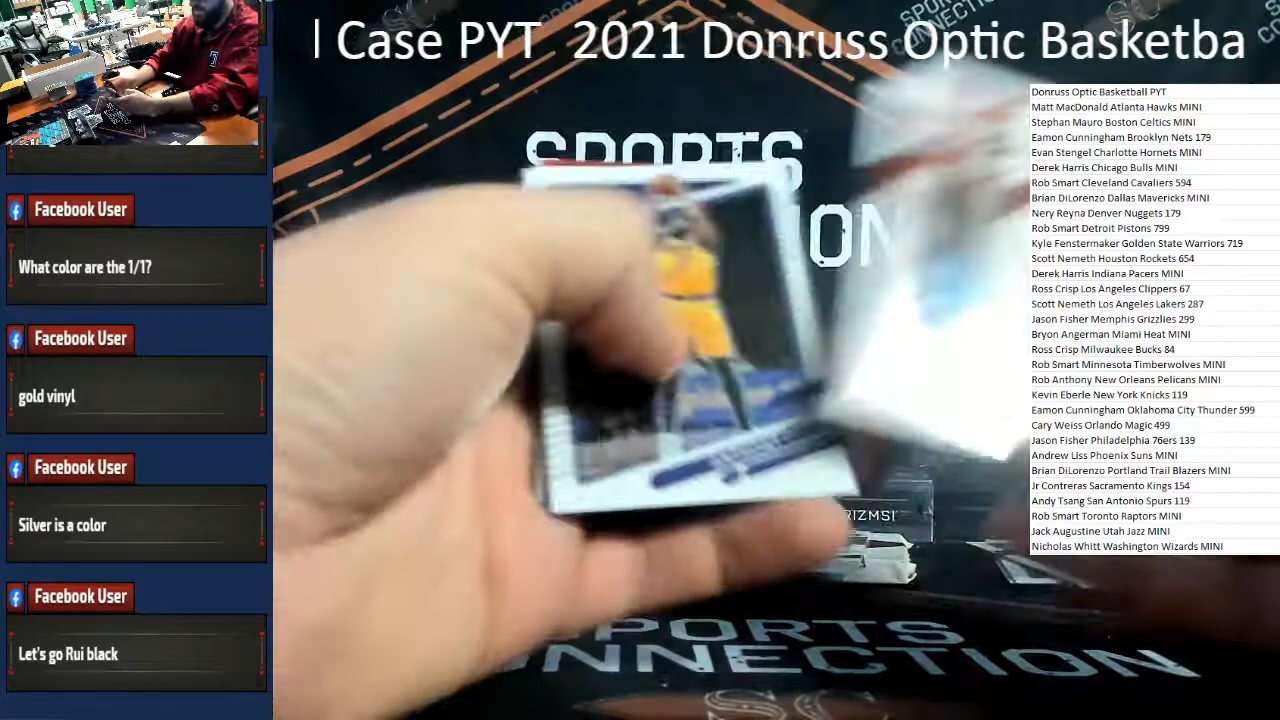 l Case PYT  2021 Donruss Optic Basketba
SPORTS
CONNECTION
SPORTS
ON
RIZMS!
SPORTS
NNECTION
SC
Facebook User
What color are the 1/1?
Facebook User
gold vinyl
Facebook User
Silver is a color
Facebook User
Let's go Rui black
Donruss Optic Basketball PYT
Matt MacDonald Atlanta Hawks MINI
Stephan Mauro Boston Celtics MINI
Eamon Cunningham Brooklyn Nets 179
Evan Stengel Charlotte Hornets MINI
Derek Harris Chicago Bulls MINI
Rob Smart Cleveland Cavaliers 594
Brian DiLorenzo Dallas Mavericks MINI
Nery Reyna Denver Nuggets 179
Rob Smart Detroit Pistons 799
Kyle Fenstermaker Golden State Warriors 719
Scott Nemeth Houston Rockets 654
Derek Harris Indiana Pacers MINI
Ross Crisp Los Angeles Clippers 67
Scott Nemeth Los Angeles Lakers 287
Jason Fisher Memphis Grizzlies 299
Bryon Angerman Miami Heat MINI
Ross Crisp Milwaukee Bucks 84
Rob Smart Minnesota Timberwolves MINI
Rob Anthony New Orleans Pelicans MINI
Kevin Eberle New York Knicks 119
Eamon Cunningham Oklahoma City Thunder 599
Cary Weiss Orlando Magic 499
Jason Fisher Philadelphia 76ers 139
Andrew Liss Phoenix Suns MINI
Brian DiLorenzo Portland Trail Blazers MINI
Jr Contreras Sacramento Kings 154
Andy Tsang San Antonio Spurs 119
Rob Smart Toronto Raptors MINI
Jack Augustine Utah Jazz MINI
Nicholas Whitt Washington Wizards MINI